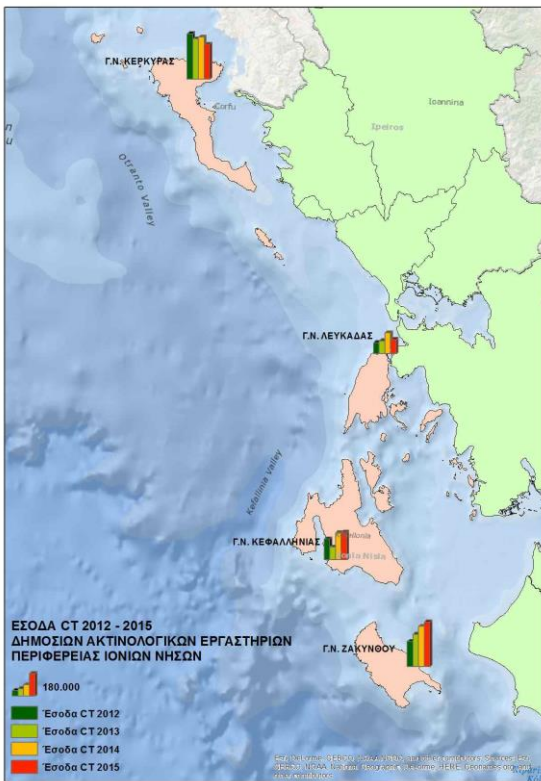 Γ.Ν. ΚΕΡΚΥΡΑΣ
Corfu
Ioannina
Ipeiros
Otranto Valley
Γ.Ν. ΛΕΥΚΑΔΑΣ
Kefallinia Valley
Γ.Ν. ΚΕΦΑΛΛΗΝΙΑΣ
Γ.Ν. ΖΑΚΥΝΘΟΥ
ΕΣΟΔΑ CT 2012 - 2015
ΔΗΜΟΣΙΩΝ ΑΚΤΙΝΟΛΟΓΙΚΩΝ ΕΡΓΑΣΤΗΡΙΩΝ
ΠΕΡΙΦΕΡΕΙΑΣ ΙΟΝΙΩΝ ΝΗΣΩΝ
180.000
Έσοδα CT 2012
Έσοδα CT 2013
Έσοδα CT 2014
Έσοδα CT 2015